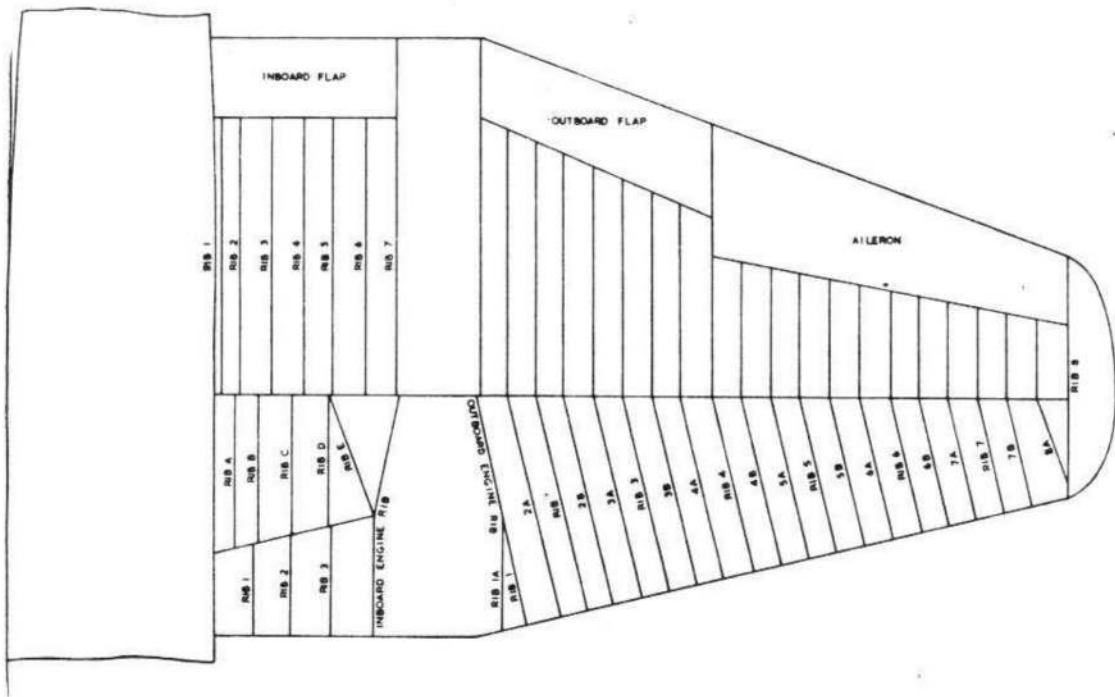 INBOARD FLAP
OUTBOARD FLAP
AILERON
RIB 1
RIB 2
RIB 3
RIB 4
RIB 5
RIB 6
RIB 7
RIB 8
RIB A
RIB B
RIB C
RIB D
RIB E
RIB 1
RIB 2
RIB 3
INBOARD ENGINE RIB
OUTBOARD ENGINE RIB
RIB 1A
RIB 1
2A
RIB
2B
3A
RIB 3
3B
4A
RIB 4
4B
5A
RIB 5
5B
6A
RIB 6
6B
7A
RIB 7
7B
8A